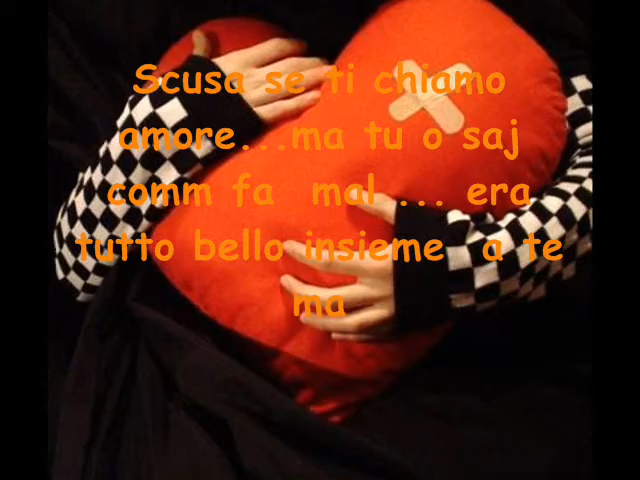 Scusa se ti chiamo
amore...ma tu o saj
comm fa mal ... era
tutto bello insieme a te
ma